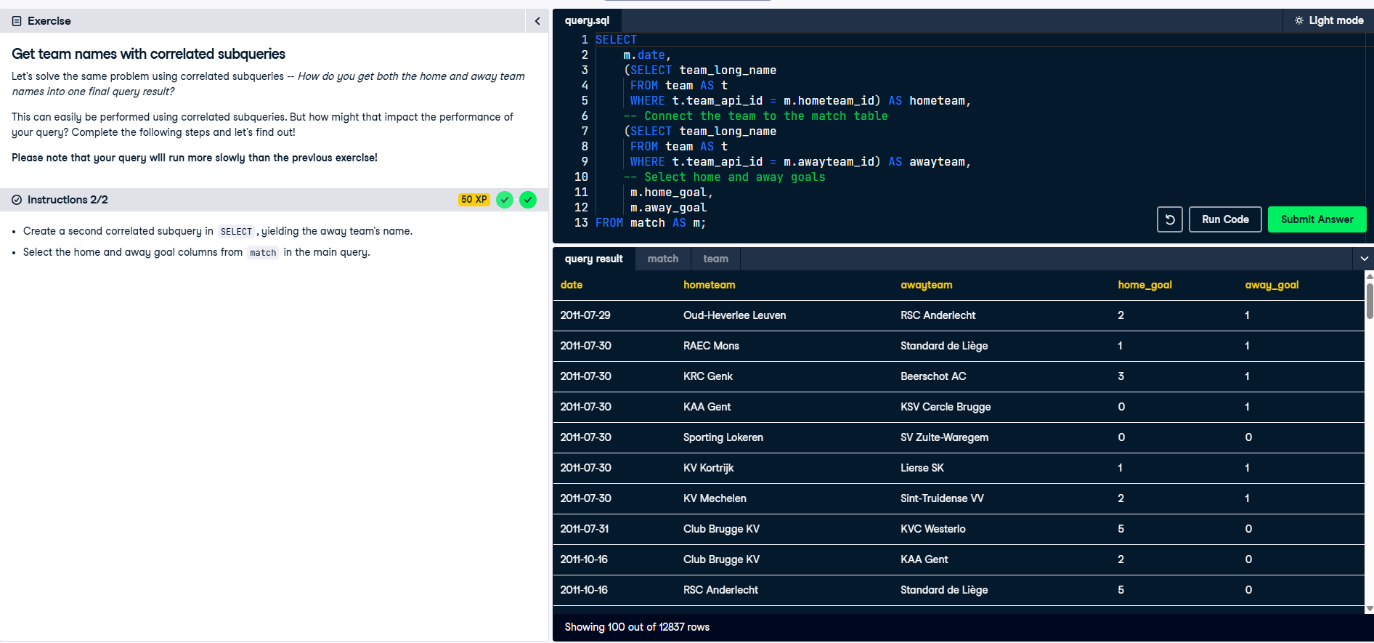 Exercise
Get team names with correlated subqueries
Let's solve the same problem using correlated subqueries -- How do you get both the home and away team
names into one final query result?
This can easily be performed using correlated subqueries. But how might that impact the performance of
your query? Complete the following steps and let's find out!
Please note that your query will run more slowly than the previous exercise!
Instructions 2/2
50 XP
• Create a second correlated subquery in SELECT, yielding the away team's name.
• Select the home and away goal columns from match in the main query.
query.sql
Light mode
1 SELECT
2 m.date,
3 (SELECT team_long_name
4 FROM team AS t
5 WHERE t.team_api_id = m.hometeam_id) AS hometeam,
6 -- Connect the team to the match table
7 (SELECT team_long_name
8 FROM team AS t
9 WHERE t.team_api_id = m.awayteam_id) AS awayteam,
10 -- Select home and away goals
11 m.home_goal,
12 m.away_goal
13 FROM match AS m;
Run Code
Submit Answer
query result match team
date hometeam awayteam home_goal away_goal
2011-07-29 Oud-Heverlee Leuven RSC Anderlecht 2 1
2011-07-30 RAEC Mons Standard de Liège 1 1
2011-07-30 KRC Genk Beerschot AC 3 1
2011-07-30 KAA Gent KSV Cercle Brugge 0 1
2011-07-30 Sporting Lokeren SV Zulte-Waregem 0 0
2011-07-30 KV Kortrijk Lierse SK 1 1
2011-07-30 KV Mechelen Sint-Truidense VV 2 1
2011-07-31 Club Brugge KV KVC Westerlo 5 0
2011-10-16 Club Brugge KV KAA Gent 2 0
2011-10-16 RSC Anderlecht Standard de Liège 5 0
Showing 100 out of 12837 rows